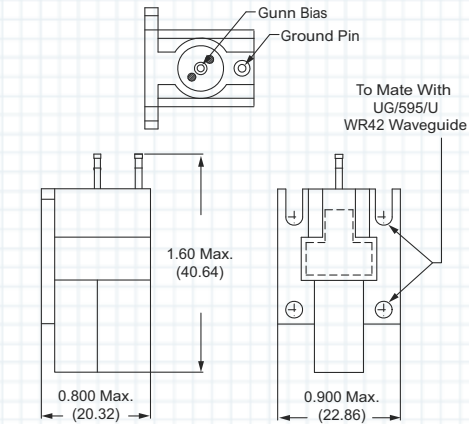 Gunn Bias
Ground Pin
To Mate With
UG/595/U
WR42 Waveguide
1.60 Max.
(40.64)
0.800 Max.
(20.32)
0.900 Max.
(22.86)